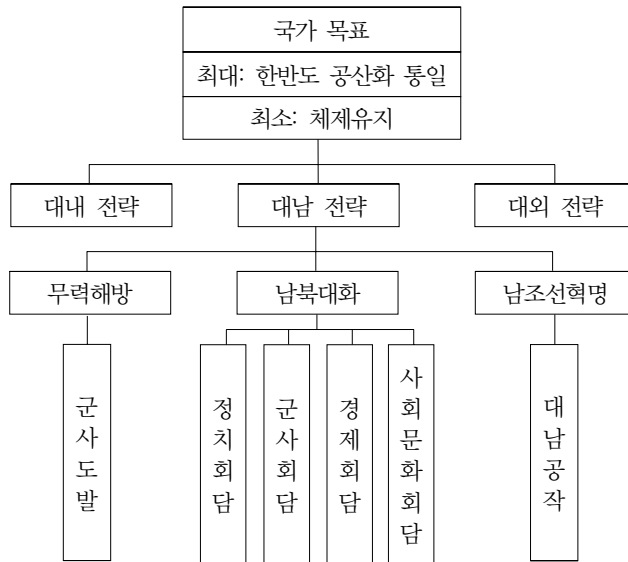 국가 목표
최대: 한반도 공산화 통일
최소: 체제유지
대내 전략
대남 전략
대외 전략
무력해방
남북대화
남조선혁명
군사도발
정치회담
군사회담
경제회담
사회문화회담
대남공작